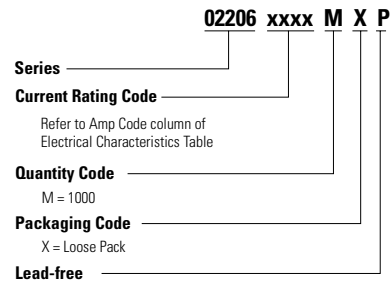 02206 xxxx M X P
Series
Current Rating Code
Refer to Amp Code column of
Electrical Characteristics Table
Quantity Code
M = 1000
Packaging Code
X = Loose Pack
Lead-free